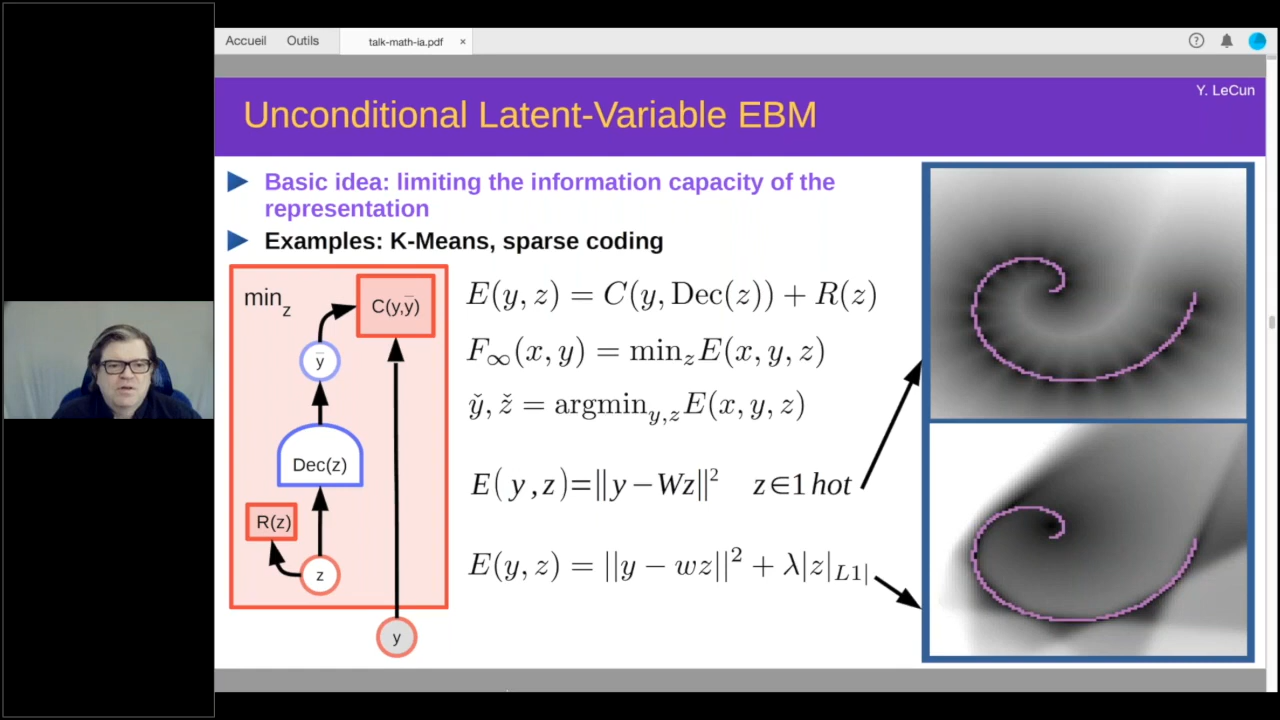 Accueil Outils talk-math-ia.pdf ×
?
Y. LeCun
Unconditional Latent-Variable EBM
Basic idea: limiting the information capacity of the
representation
Examples: K-Means, sparse coding
min_z
C(y,y̅)
y̅
Dec(z)
R(z)
z
y
E(y, z) = C(y, Dec(z)) + R(z)
F_∞(x, y) = min_z E(x, y, z)
y̌, ž = argmin_{y,z} E(x, y, z)
E(y,z)=‖y−Wz‖² z∈1 hot
E(y, z) = ||y − wz||² + λ|z|_{L1|}